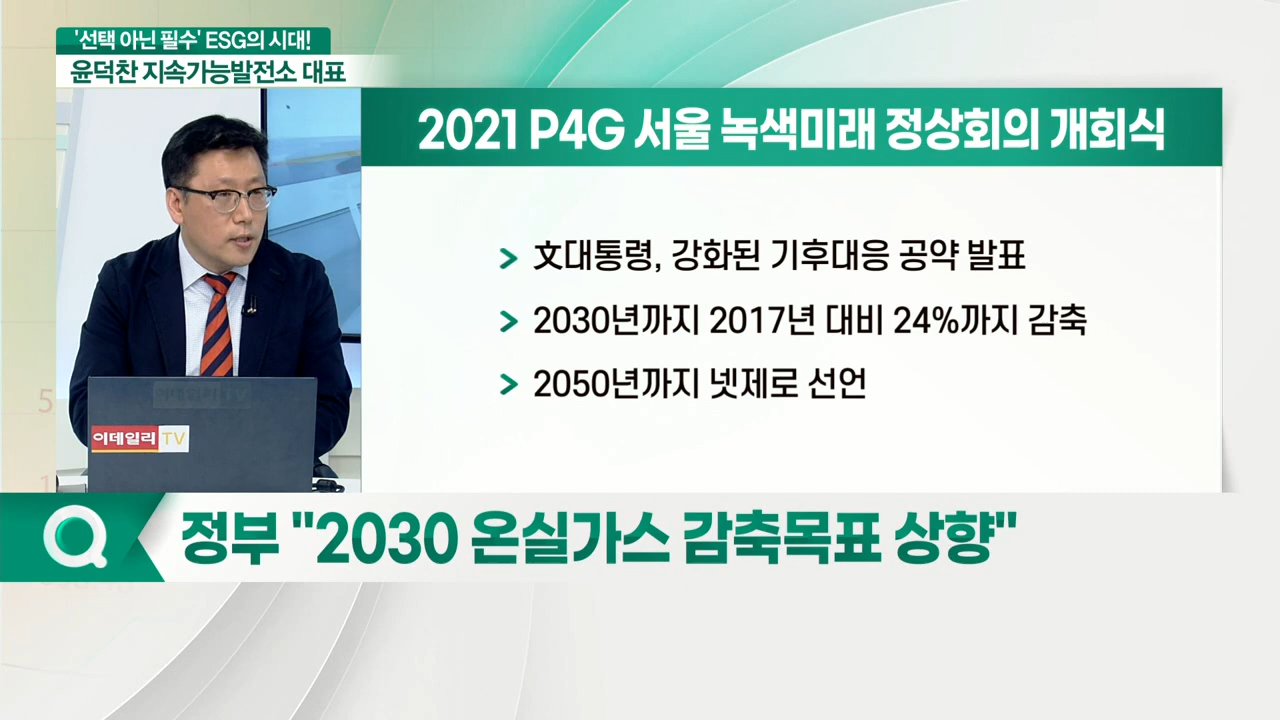 '선택 아닌 필수' ESG의 시대!
윤덕찬 지속가능발전소 대표
2021 P4G 서울 녹색미래 정상회의 개회식
> 文대통령, 강화된 기후대응 공약 발표
> 2030년까지 2017년 대비 24%까지 감축
> 2050년까지 넷제로 선언
5
이데일리 TV
1
Q 정부 "2030 온실가스 감축목표 상향"